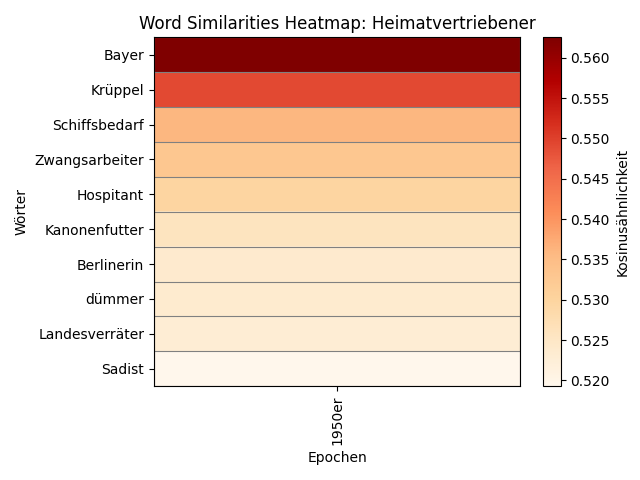 Word Similarities Heatmap: Heimatvertriebener
Bayer
Krüppel
Schiffsbedarf
Zwangsarbeiter
Hospitant
Kanonenfutter
Berlinerin
dümmer
Landesverräter
Sadist
Wörter
1950er
Epochen
0.560
0.555
0.550
0.545
0.540
0.535
0.530
0.525
0.520
Kosinusähnlichkeit